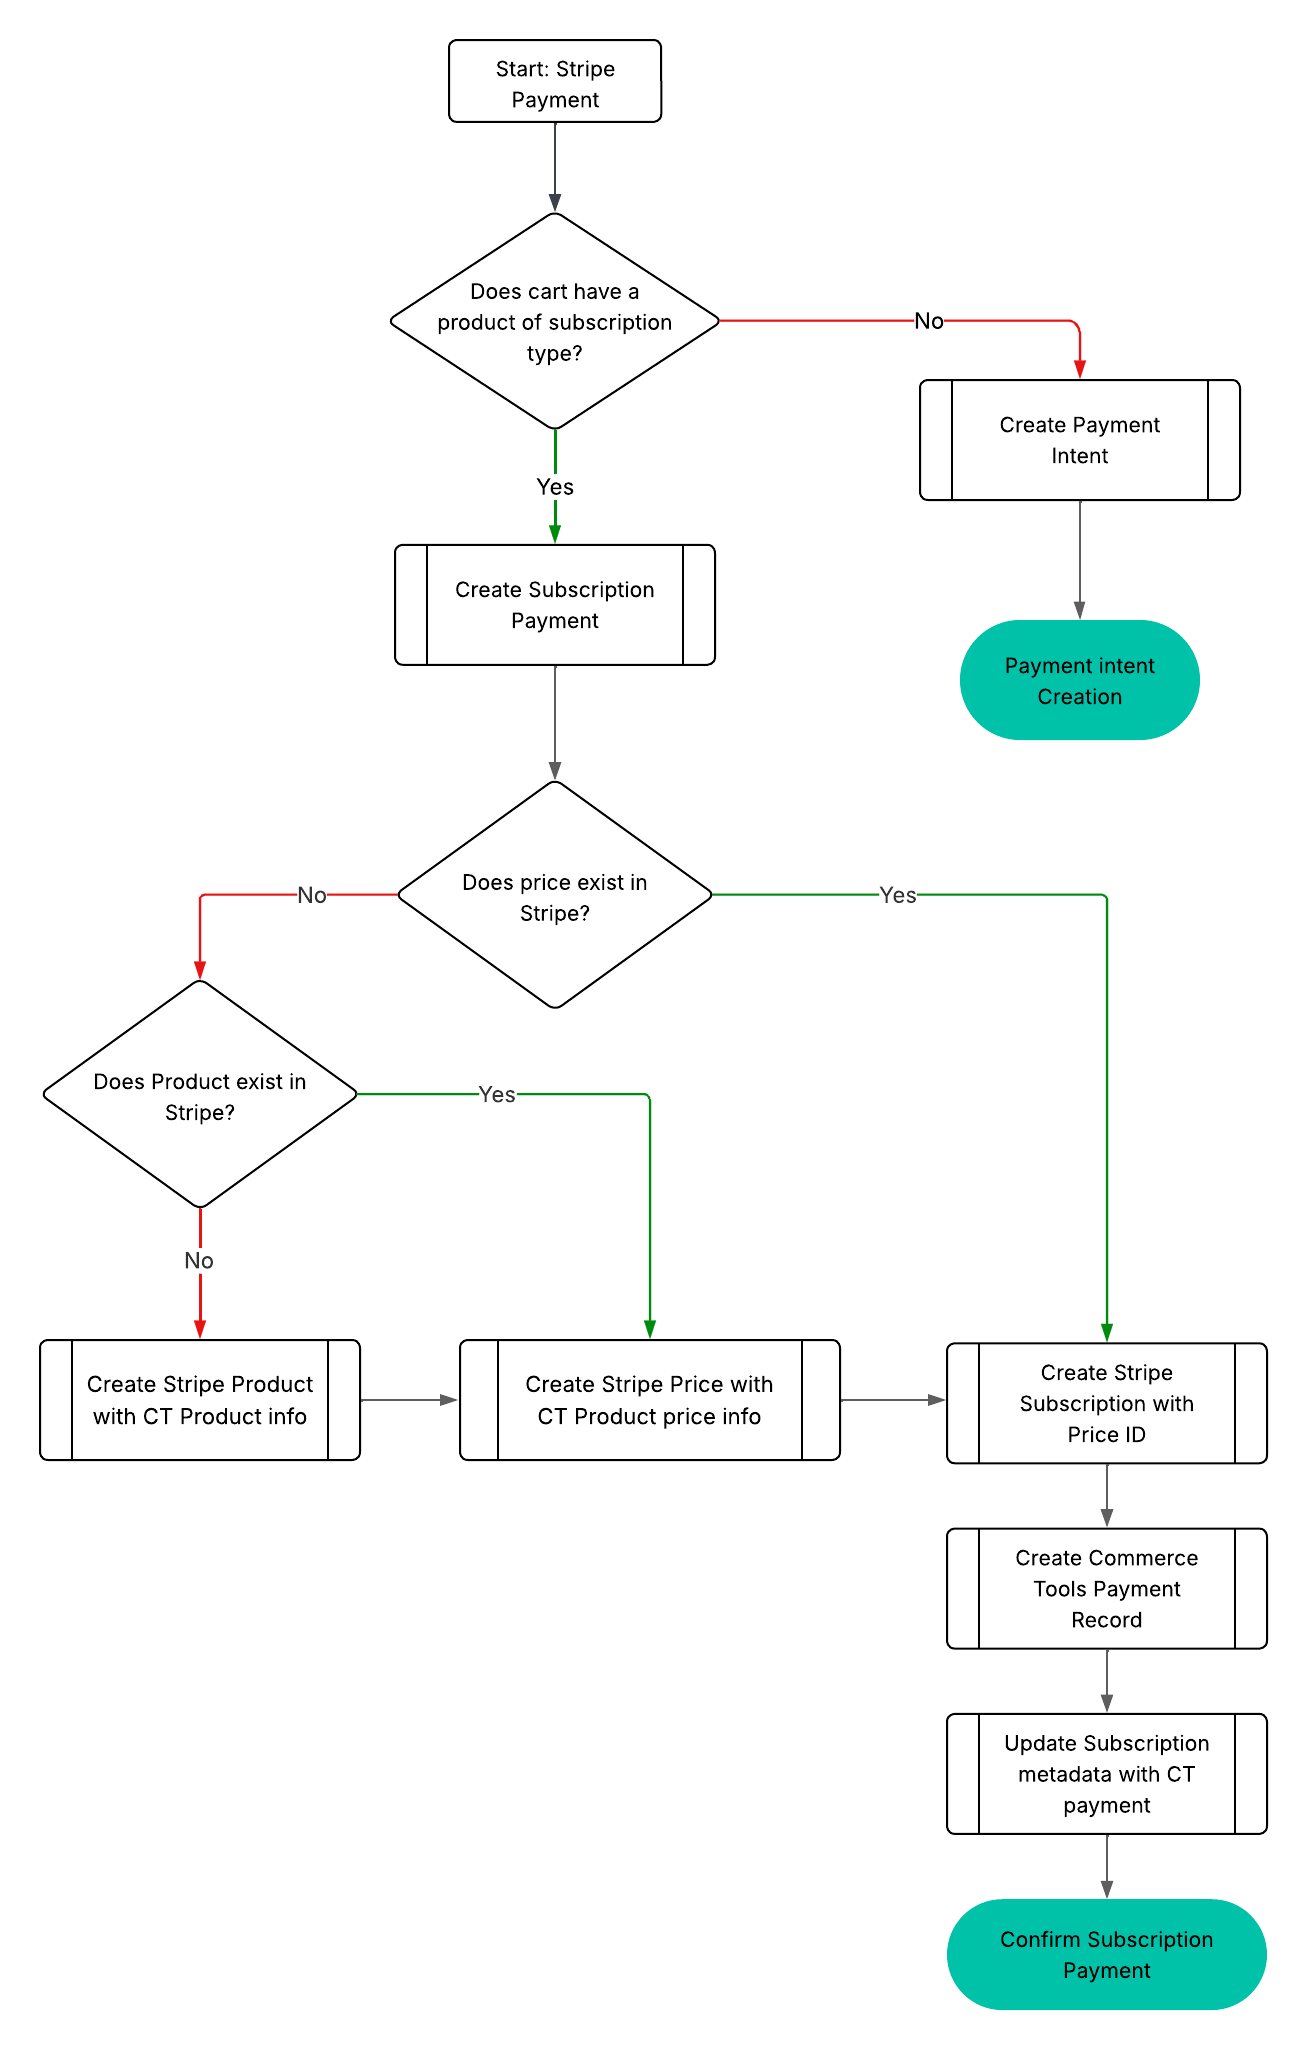 Start: Stripe
Payment
Does cart have a
product of subscription
type?
No
Create Payment
Intent
Yes
Create Subscription
Payment
Payment intent
Creation
Does price exist in
Stripe?
No
Yes
Does Product exist in
Stripe?
Yes
No
Create Stripe Product
with CT Product info
Create Stripe Price with
CT Product price info
Create Stripe
Subscription with
Price ID
Create Commerce
Tools Payment
Record
Update Subscription
metadata with CT
payment
Confirm Subscription
Payment